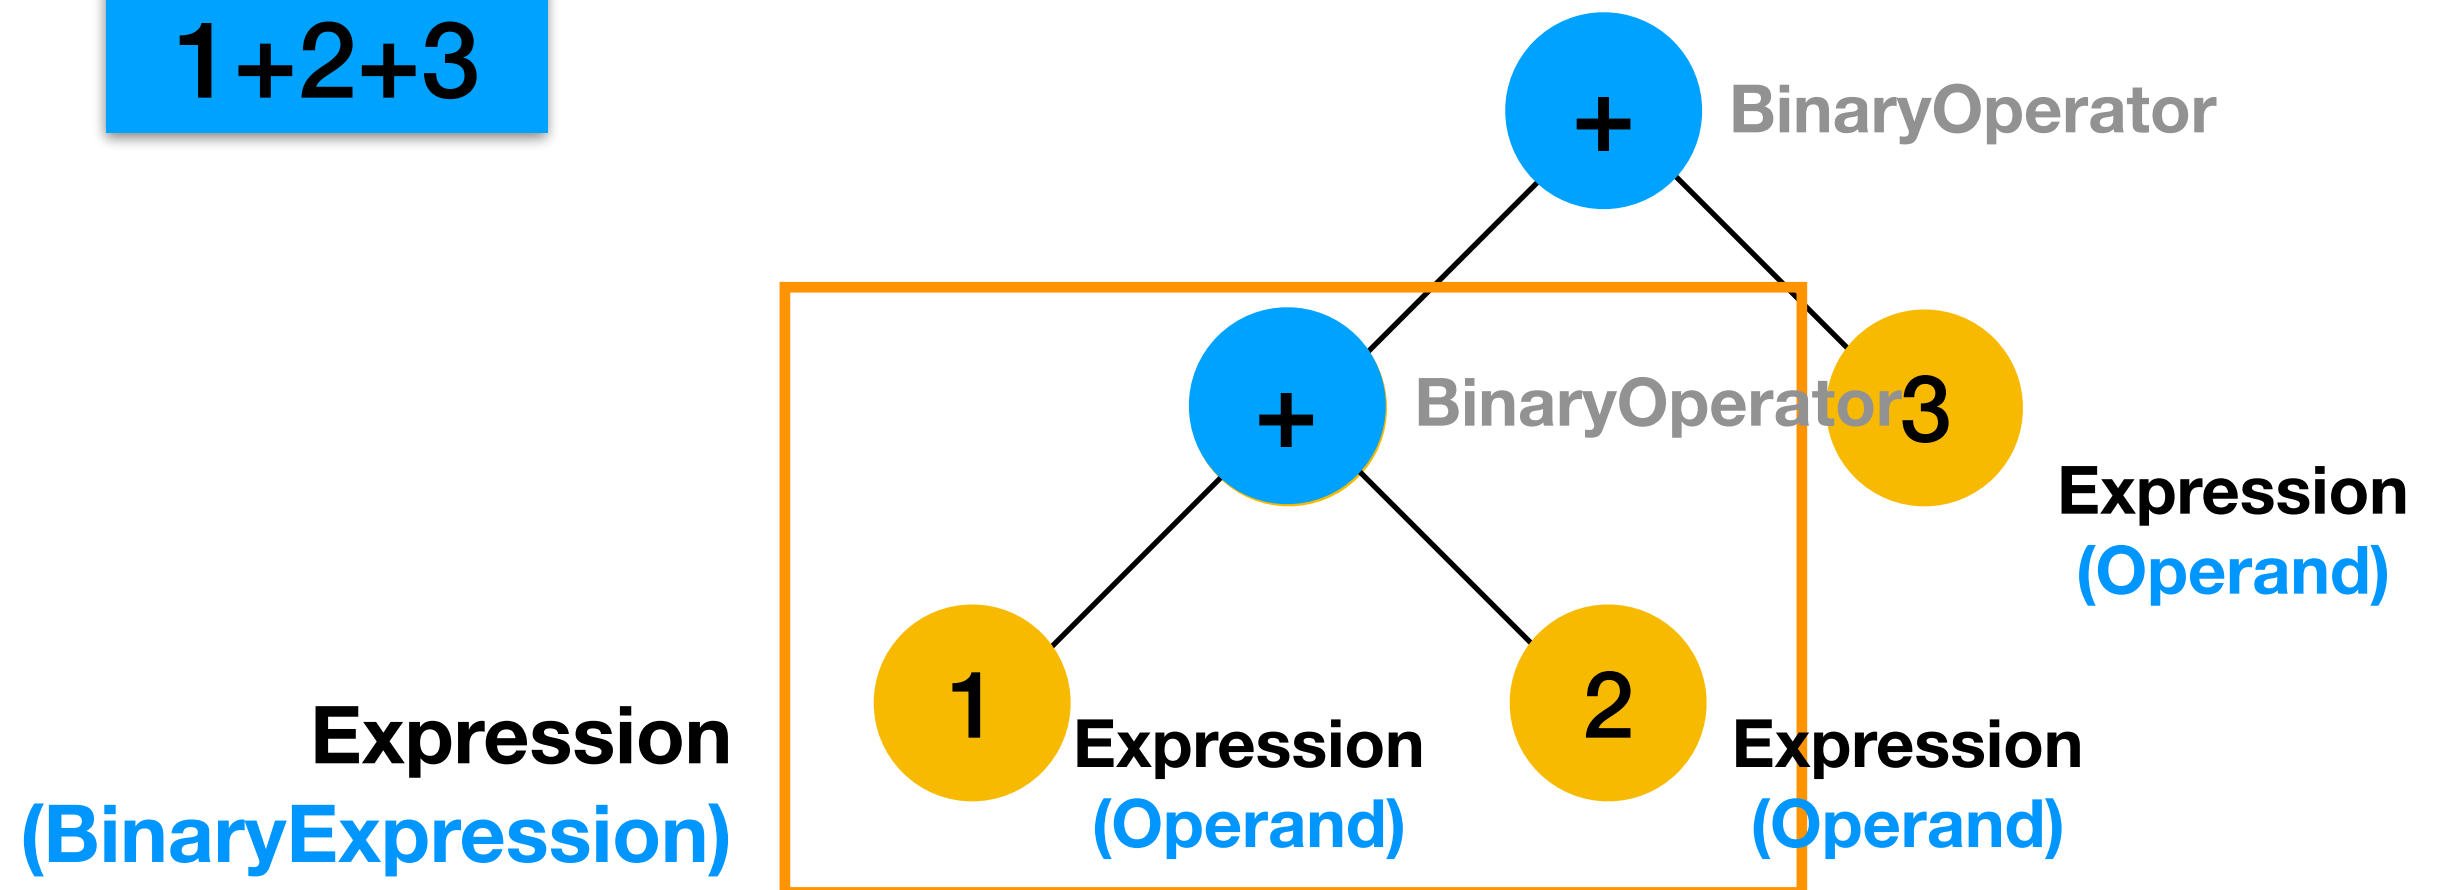 1+2+3
+
BinaryOperator
+
BinaryOperator
3
Expression
(Operand)
1
2
Expression
(BinaryExpression)
Expression
(Operand)
Expression
(Operand)